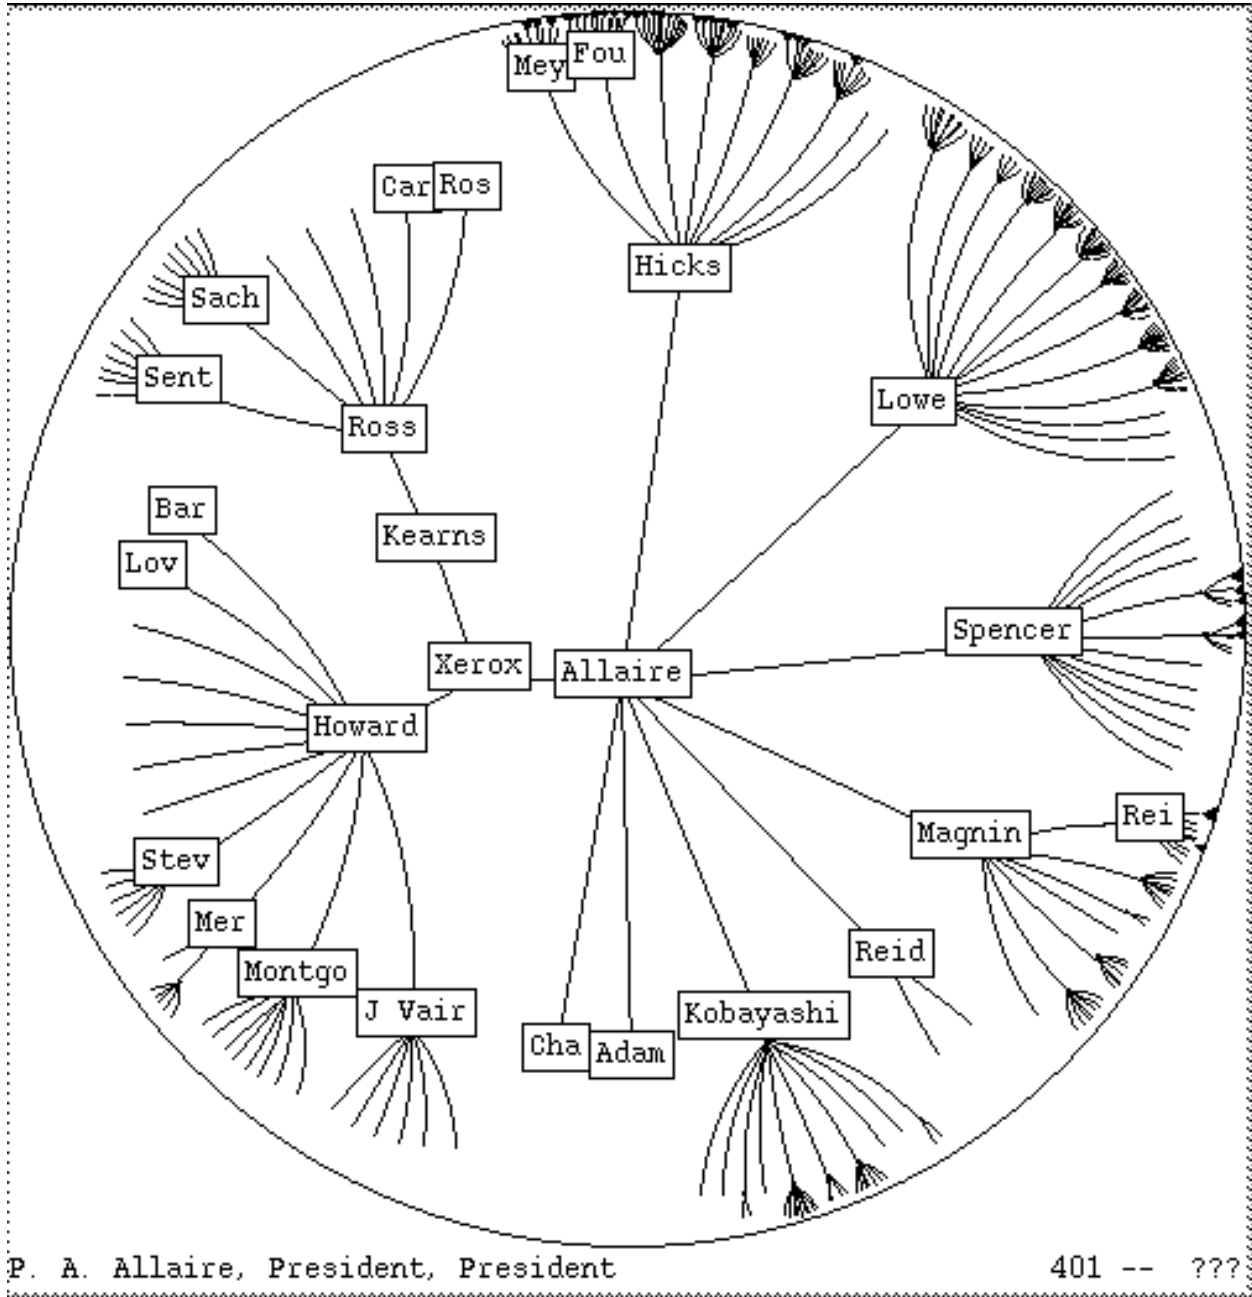 Mey
Fou
Car
Ros
Hicks
Sach
Sent
Ross
Lowe
Bar
Kearns
Lov
Spencer
Xerox
Allaire
Howard
Rei
Magnin
Stev
Mer
Reid
Montgo
J Vair
Kobayashi
Cha
Adam
P. A. Allaire, President, President
401 -- ???